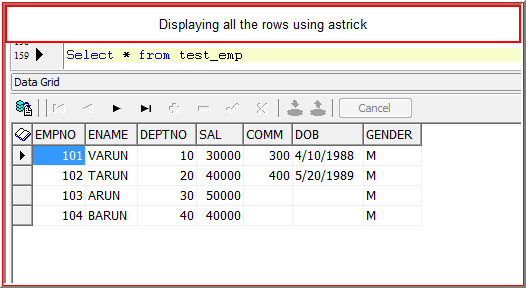 Displaying all the rows using astrick
159 Select * from test_emp
Data Grid
Cancel
EMPNO ENAME DEPTNO SAL COMM DOB GENDER
101 VARUN 10 30000 300 4/10/1988 M
102 TARUN 20 40000 400 5/20/1989 M
103 ARUN 30 50000 M
104 BARUN 40 40000 M